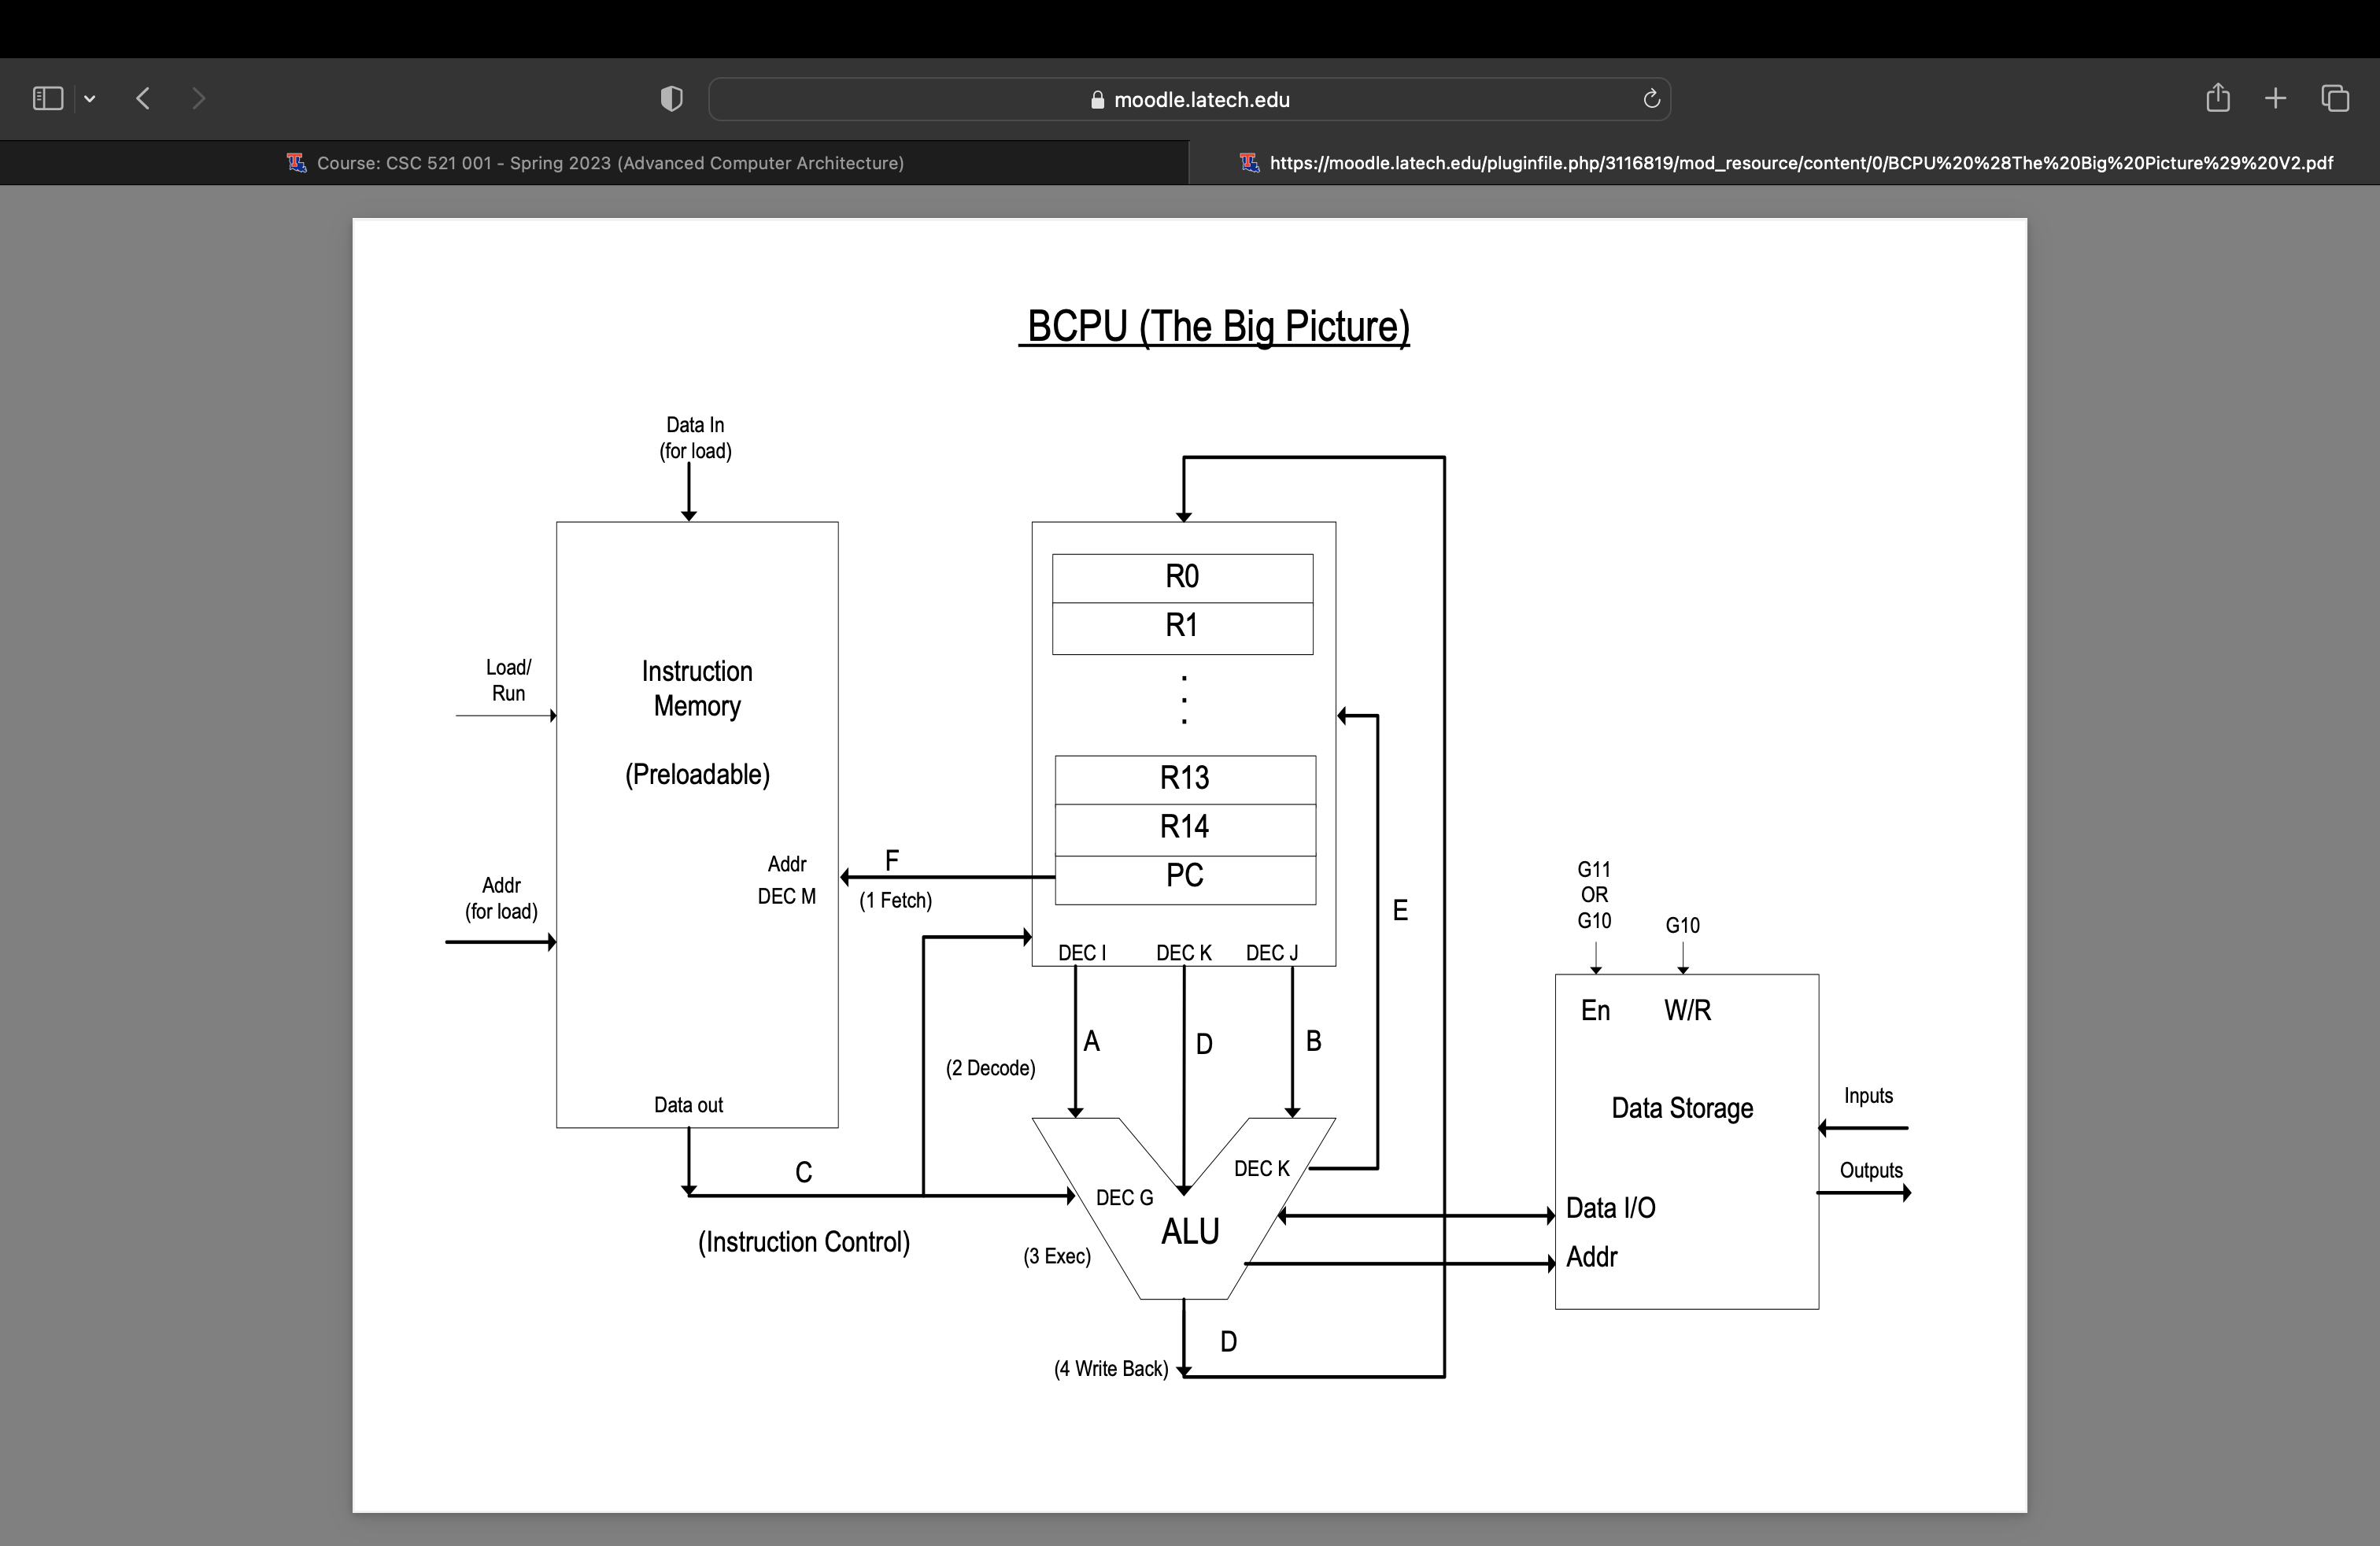 moodle.latech.edu
Course: CSC 521 001 - Spring 2023 (Advanced Computer Architecture)
https://moodle.latech.edu/pluginfile.php/3116819/mod_resource/content/0/BCPU%20%28The%20Big%20Picture%29%20V2.pdf
BCPU (The Big Picture)
Data In
(for load)
Load/
Run
Instruction
Memory
(Preloadable)
Addr
(for load)
Addr
DEC M
Data out
F
(1 Fetch)
R0
R1
.
.
.
R13
R14
PC
DEC I
DEC K
DEC J
E
A
D
B
(2 Decode)
C
(Instruction Control)
DEC G
DEC K
ALU
(3 Exec)
D
(4 Write Back)
G11
OR
G10
G10
En
W/R
Data Storage
Data I/O
Addr
Inputs
Outputs